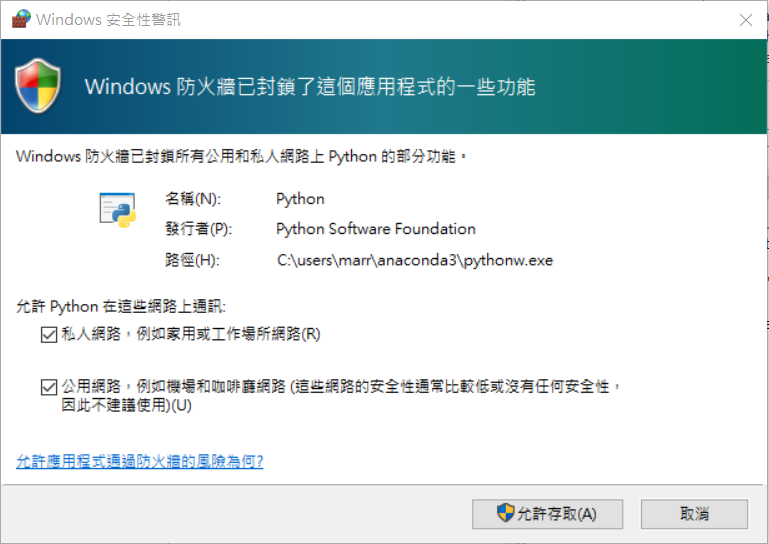 Windows 安全性警訊
Windows 防火牆已封鎖了這個應用程式的一些功能
Windows 防火牆已封鎖所有公用和私人網路上 Python 的部分功能。
名稱(N): Python
發行者(P): Python Software Foundation
路徑(H): C:\users\marr\anaconda3\pythonw.exe
允許 Python 在這些網路上通訊:
私人網路，例如家用或工作場所網路(R)
公用網路，例如機場和咖啡廳網路 (這些網路的安全性通常比較低或沒有任何安全性，
因此不建議使用)(U)
允許應用程式通過防火牆的風險為何?
允許存取(A) 取消